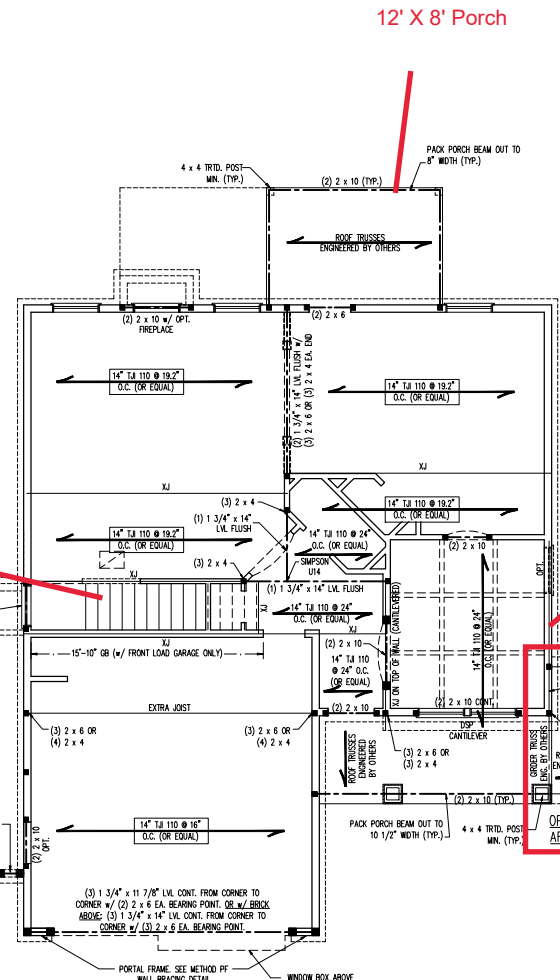 12' X 8' Porch
PACK PORCH BEAM OUT TO
8" WIDTH (TYP.)
4 x 4 TRTD. POST
MIN. (TYP.)
(2) 2 x 10 (TYP.)
ROOF TRUSSES
ENGINEERED BY OTHERS
(2) 2 x 10 w/ OPT.
FIREPLACE
(2) 2 x 6
(2) 1 3/4" x 14" LVL FLUSH w/
(3) 2 x 6 OR (3) 2 x 4 EA. END
14" TJI 110 @ 19.2"
O.C. (OR EQUAL)
14" TJI 110 @ 19.2"
O.C. (OR EQUAL)
XJ
XJ
(3) 2 x 4
(1) 1 3/4" x 14"
LVL FLUSH
14" TJI 110 @ 19.2"
O.C. (OR EQUAL)
14" TJI 110 @ 19.2"
O.C. (OR EQUAL)
14" TJI 110 @ 24"
O.C. (OR EQUAL)
SIMPSON
U14
(2) 2 x 10
(3) 2 x 4
XJ
OPT.
(1) 1 3/4" x 14" LVL FLUSH
XJ
14" TJI 110 @ 24"
O.C. (OR EQUAL)
XJ ON TOP OF WALL (CANTILEVERED)
14" TJI 110 @ 24"
O.C. (OR EQUAL)
XJ
XJ
(2) 2 x 10
15'-10" GB (w/ FRONT LOAD GARAGE ONLY)
14" TJI 110
@ 24" O.C.
(OR EQUAL)
EXTRA JOIST
(2) 2 x 10
(2) 2 x 10 CONT.
DSP
CANTILEVER
(3) 2 x 6 OR
(4) 2 x 4
(3) 2 x 6 OR
(4) 2 x 4
(3) 2 x 6 OR
(3) 2 x 4
ROOF TRUSSES
ENGINEERED
BY OTHERS
GIRDER TRUSS
ENG. BY OTHERS
(2) 2 x 10 (TYP.)
14" TJI 110 @ 16"
O.C. (OR EQUAL)
PACK PORCH BEAM OUT TO
10 1/2" WIDTH (TYP.)
4 x 4 TRTD. POST
MIN. (TYP.)
(2) 2 x 10
OPT.
(3) 1 3/4" x 11 7/8" LVL CONT. FROM CORNER TO
CORNER w/ (2) 2 x 6 EA. BEARING POINT. OR w/ BRICK
ABOVE: (3) 1 3/4" x 14" LVL CONT. FROM CORNER TO
CORNER w/ (3) 2 x 6 EA. BEARING POINT.
PORTAL FRAME. SEE METHOD PF
WALL BRACING DETAIL
WINDOW BOX ABOVE